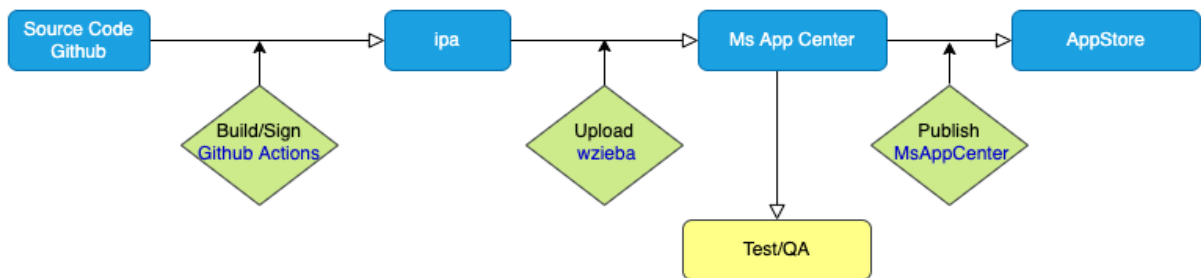 Source Code
Github
ipa
Ms App Center
AppStore
Build/Sign
Github Actions
Upload
wzieba
Publish
MsAppCenter
Test/QA